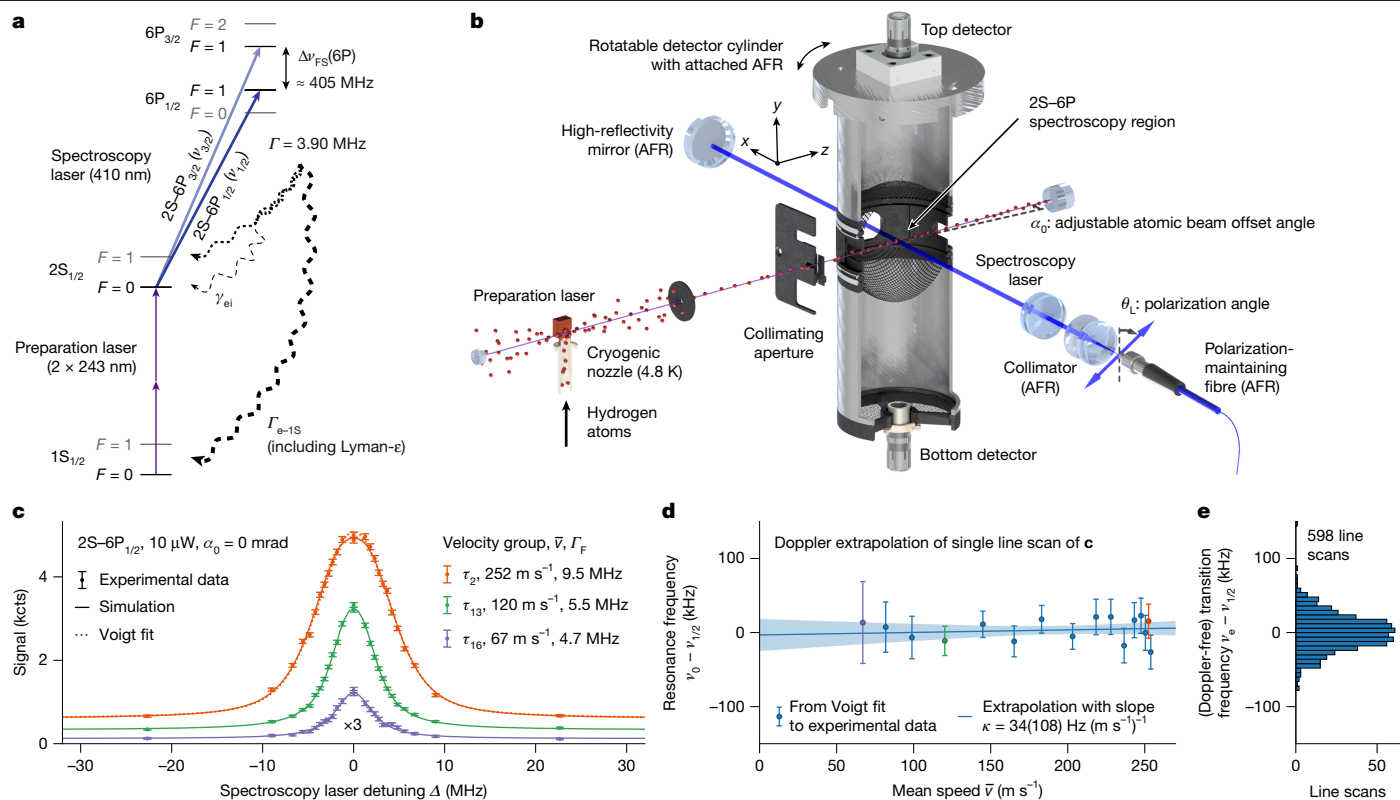 a
6P3/2
F = 2
F = 1
ΔνFS(6P)
≈ 405 MHz
6P1/2
F = 1
F = 0
Γ = 3.90 MHz
Spectroscopy
laser (410 nm)
2S–6P3/2 (ν3/2)
2S–6P1/2 (ν1/2)
2S1/2
F = 1
F = 0
γei
Preparation laser
(2 × 243 nm)
Γe–1S
(including Lyman-ε)
1S1/2
F = 1
F = 0
b
Top detector
Rotatable detector cylinder
with attached AFR
2S–6P
spectroscopy region
High-reflectivity
mirror (AFR)
y
x
z
α0: adjustable atomic beam offset angle
Spectroscopy
laser
θL: polarization angle
Preparation laser
Collimating
aperture
Cryogenic
nozzle (4.8 K)
Collimator
(AFR)
Polarization-
maintaining
fibre (AFR)
Hydrogen
atoms
Bottom detector
c
2S–6P1/2, 10 μW, α0 = 0 mrad
Experimental data
Simulation
Voigt fit
Velocity group, v̄, ΓF
τ2, 252 m s−1, 9.5 MHz
τ13, 120 m s−1, 5.5 MHz
τ16, 67 m s−1, 4.7 MHz
×3
Signal (kcts)
4
2
0
−30
−20
−10
0
10
20
30
Spectroscopy laser detuning Δ (MHz)
d
Doppler extrapolation of single line scan of c
Resonance frequency
ν0 − ν1/2 (kHz)
100
0
−100
From Voigt fit
to experimental data
Extrapolation with slope
κ = 34(108) Hz (m s−1)−1
0
50
100
150
200
250
Mean speed v̄ (m s−1)
e
598 line
scans
(Doppler-free) transition
frequency νe − ν1/2 (kHz)
100
0
−100
0
50
Line scans